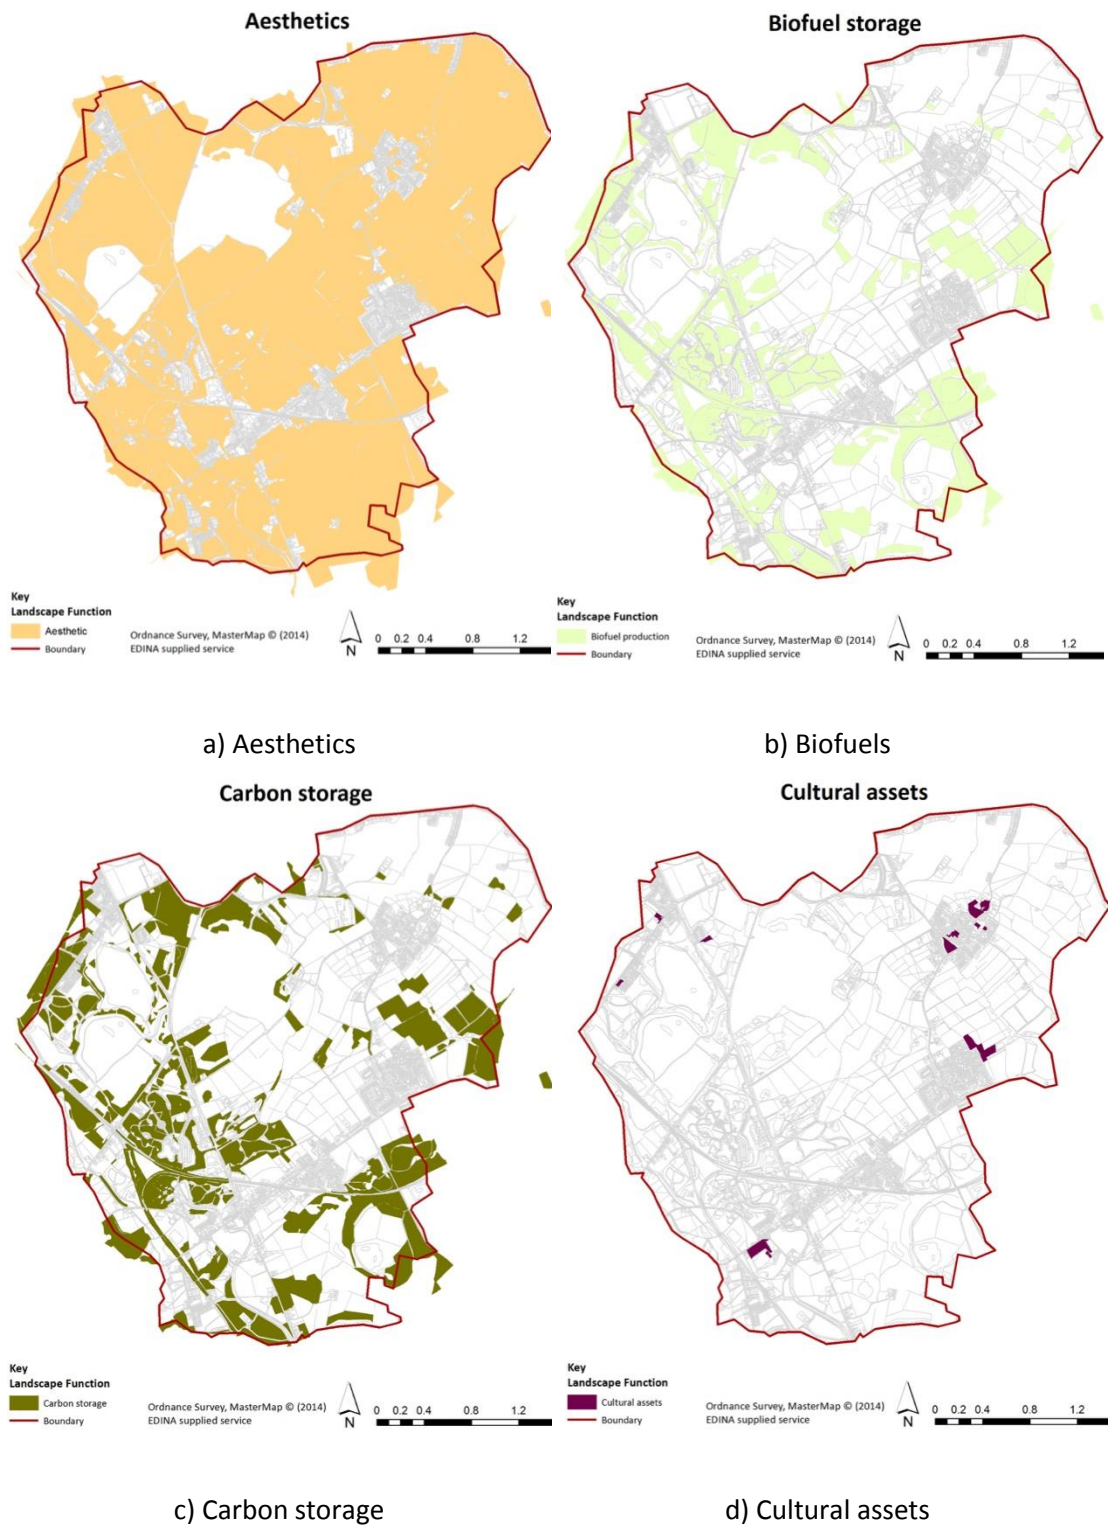 Aesthetics
Key
Landscape Function
Aesthetic
Boundary
Ordnance Survey, MasterMap © (2014)
EDINA supplied service
N
0 0.2 0.4 0.8 1.2
a) Aesthetics
Biofuel storage
Key
Landscape Function
Biofuel production
Boundary
Ordnance Survey, MasterMap © (2014)
EDINA supplied service
N
0 0.2 0.4 0.8 1.2
b) Biofuels
Carbon storage
Key
Landscape Function
Carbon storage
Boundary
Ordnance Survey, MasterMap © (2014)
EDINA supplied service
N
0 0.2 0.4 0.8 1.2
c) Carbon storage
Cultural assets
Key
Landscape Function
Cultural assets
Boundary
Ordnance Survey, MasterMap © (2014)
EDINA supplied service
N
0 0.2 0.4 0.8 1.2
d) Cultural assets